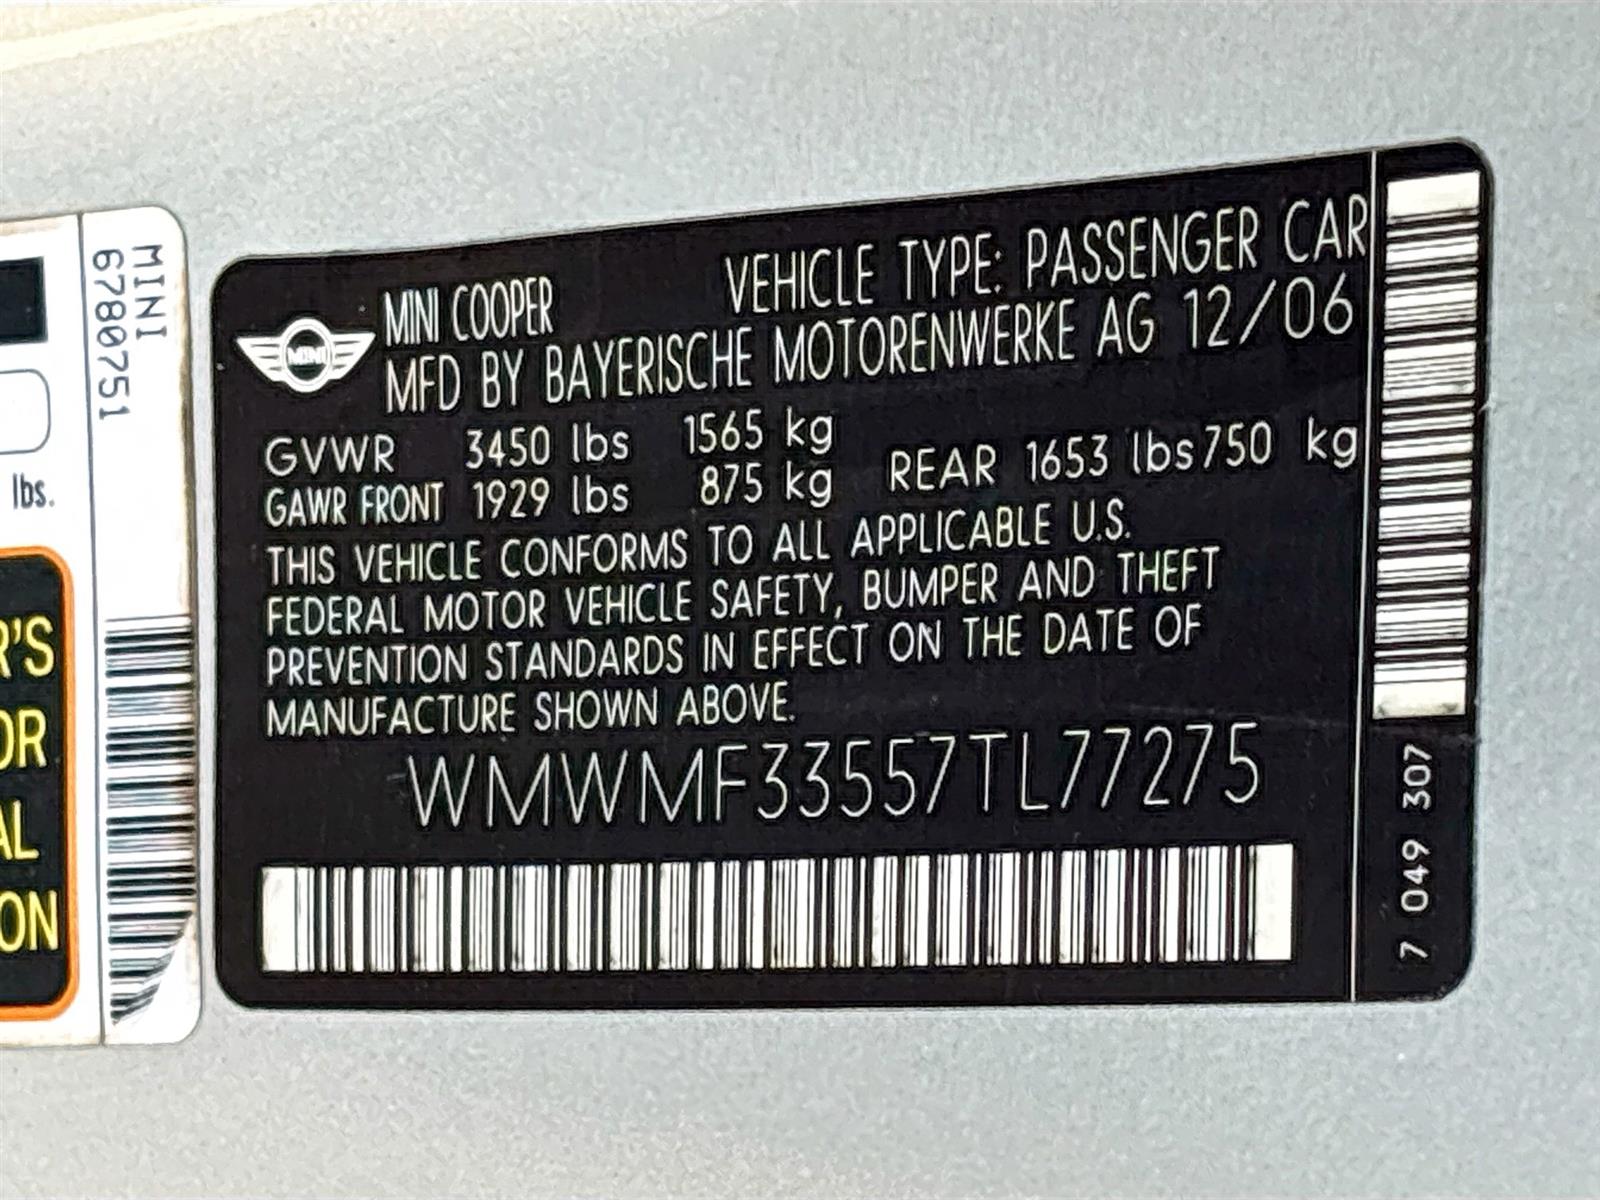 MINI
6780751
lbs.
R'S
OR
AL
ON
MINI
MINI COOPER VEHICLE TYPE: PASSENGER CAR
MFD BY BAYERISCHE MOTORENWERKE AG 12/06
GVWR 3450 lbs 1565 kg
GAWR FRONT 1929 lbs 875 kg REAR 1653 lbs 750 kg
THIS VEHICLE CONFORMS TO ALL APPLICABLE U.S.
FEDERAL MOTOR VEHICLE SAFETY, BUMPER AND THEFT
PREVENTION STANDARDS IN EFFECT ON THE DATE OF
MANUFACTURE SHOWN ABOVE.
WMWMF33557TL77275
7 049 307